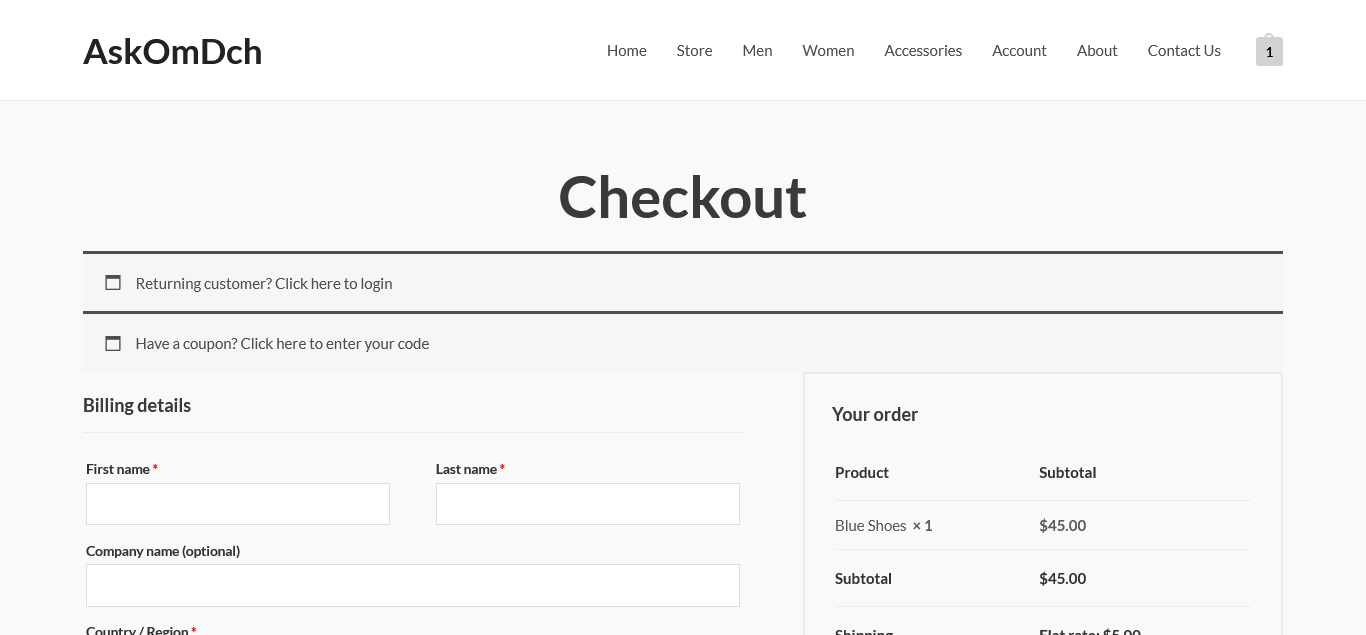 AskOmDch
Home Store Men Women Accessories Account About Contact Us 1
Checkout
Returning customer? Click here to login
Have a coupon? Click here to enter your code
Billing details
First name * Last name *
Company name (optional)
Country / Region *
Your order
Product Subtotal
Blue Shoes × 1 $45.00
Subtotal $45.00
Shipping Flat rate: $5.00